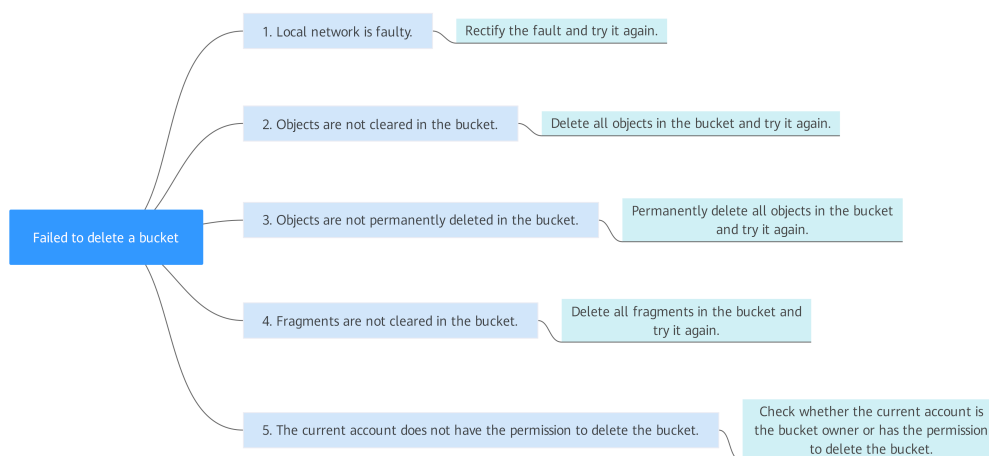 1. Local network is faulty.
Rectify the fault and try it again.
2. Objects are not cleared in the bucket.
Delete all objects in the bucket and try it again.
Failed to delete a bucket
3. Objects are not permanently deleted in the bucket.
Permanently delete all objects in the bucket
and try it again.
4. Fragments are not cleared in the bucket.
Delete all fragments in the bucket and
try it again.
5. The current account does not have the permission to delete the bucket.
Check whether the current account is
the bucket owner or has the permission
to delete the bucket.